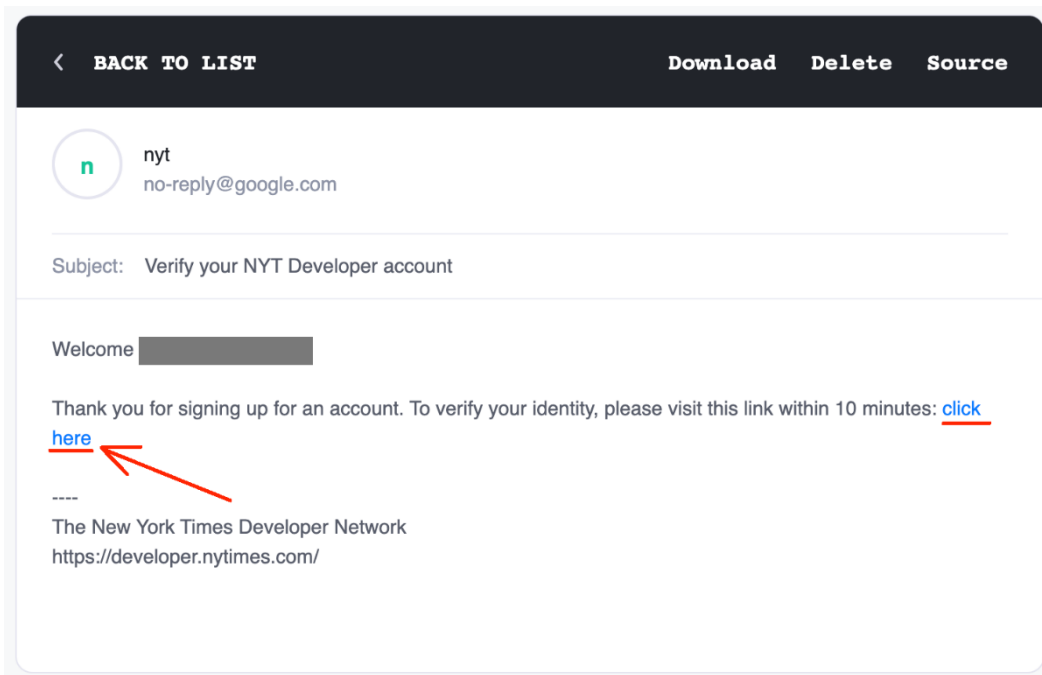 BACK TO LIST Download Delete Source
n
nyt
no-reply@google.com
Subject: Verify your NYT Developer account
Welcome
Thank you for signing up for an account. To verify your identity, please visit this link within 10 minutes: click
here
----
The New York Times Developer Network
https://developer.nytimes.com/